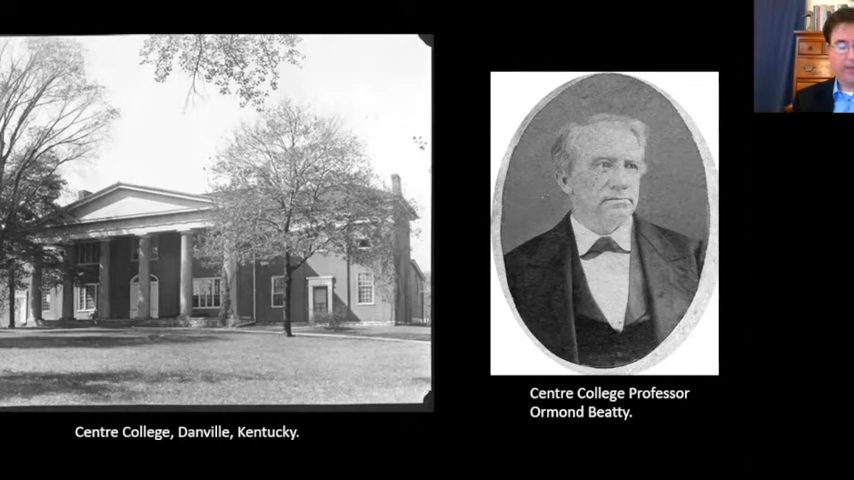 Centre College, Danville, Kentucky.
Centre College Professor
Ormond Beatty.